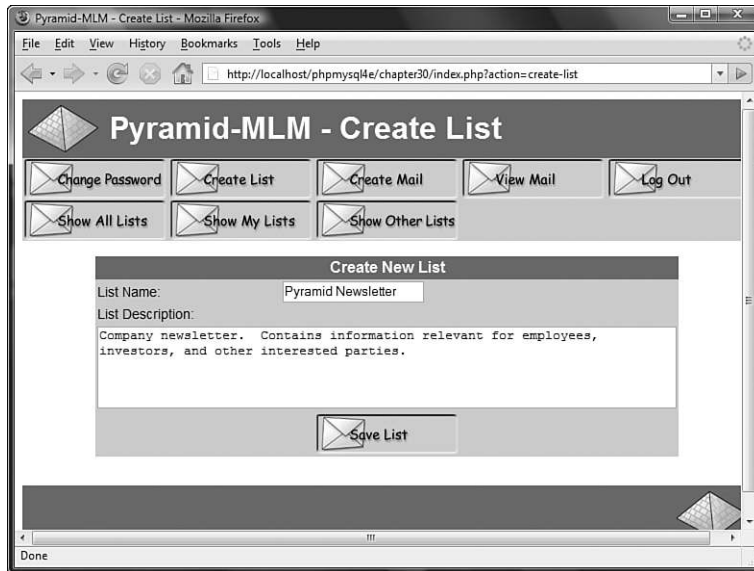 Pyramid-MLM - Create List - Mozilla Firefox
File Edit View History Bookmarks Tools Help
http://localhost/phpmysql4e/chapter30/index.php?action=create-list
Pyramid-MLM - Create List
Change Password Create List Create Mail View Mail Log Out
Show All Lists Show My Lists Show Other Lists
Create New List
List Name: Pyramid Newsletter
List Description:
Company newsletter. Contains information relevant for employees,
investors, and other interested parties.
Save List
Done